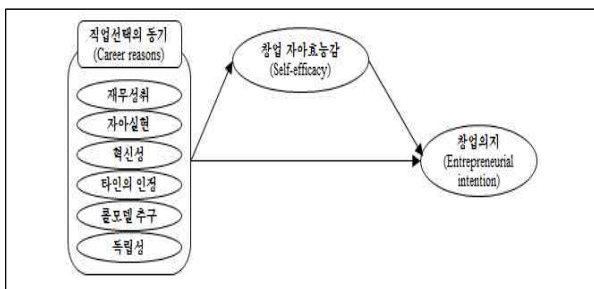 직업선택의 동기
(Career reasons)
재무성취
자아실현
혁신성
타인의 인정
롤모델 추구
독립성
창업 자아효능감
(Self-efficacy)
창업의지
(Entrepreneurial
intention)